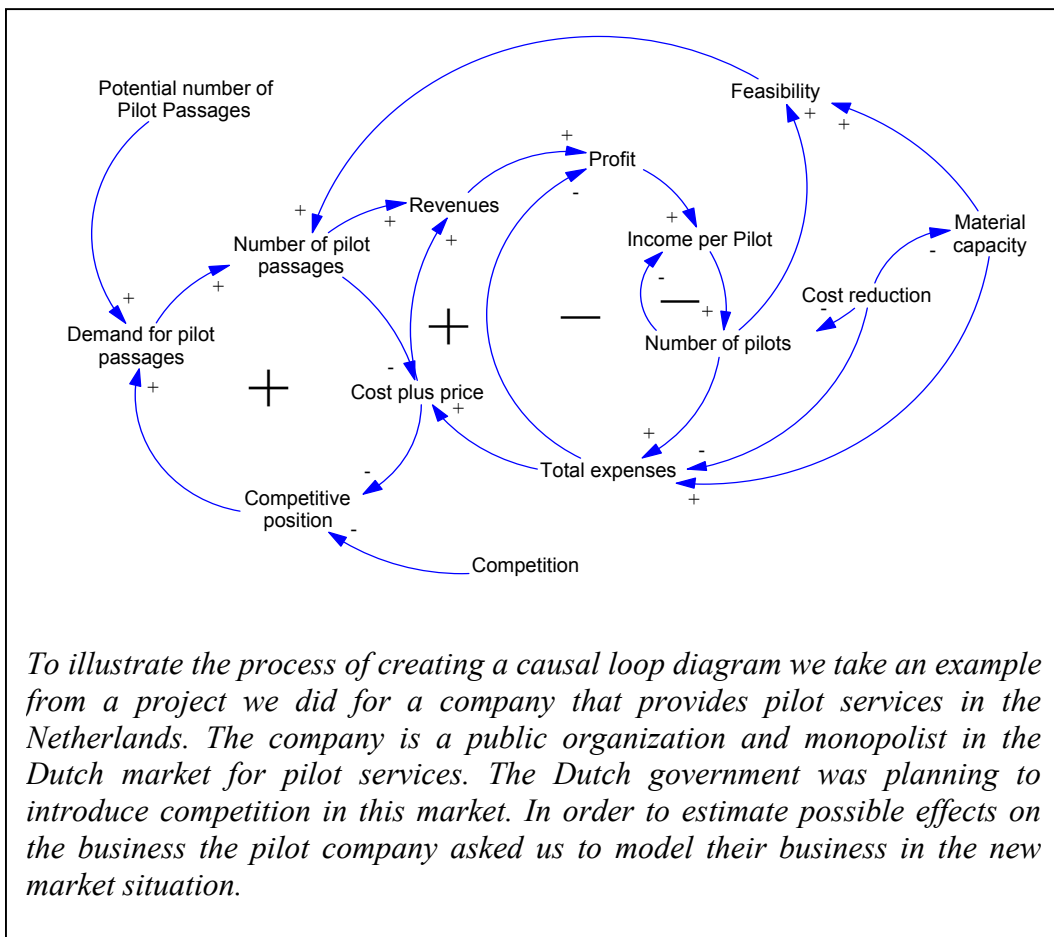 Potential number of
Pilot Passages
Feasibility
+
+
+
Profit
-
Revenues
+
+
+
Number of pilot
passages
+
Income per Pilot
-
Material
capacity
-
+
+
Demand for pilot
passages
+
+
—
—
+
Cost reduction
-
Number of pilots
+
+
-
Cost plus price
+
+
-
Total expenses
+
-
Competitive
position
-
Competition
To illustrate the process of creating a causal loop diagram we take an example
from a project we did for a company that provides pilot services in the
Netherlands. The company is a public organization and monopolist in the
Dutch market for pilot services. The Dutch government was planning to
introduce competition in this market. In order to estimate possible effects on
the business the pilot company asked us to model their business in the new
market situation.